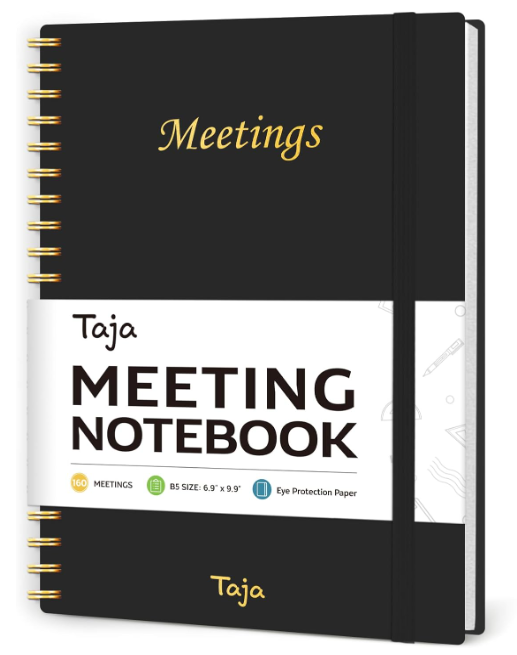 Meetings
Taja
MEETING
NOTEBOOK
160 MEETINGS B5 SIZE: 6.9" x 9.9" Eye Protection Paper
Taja